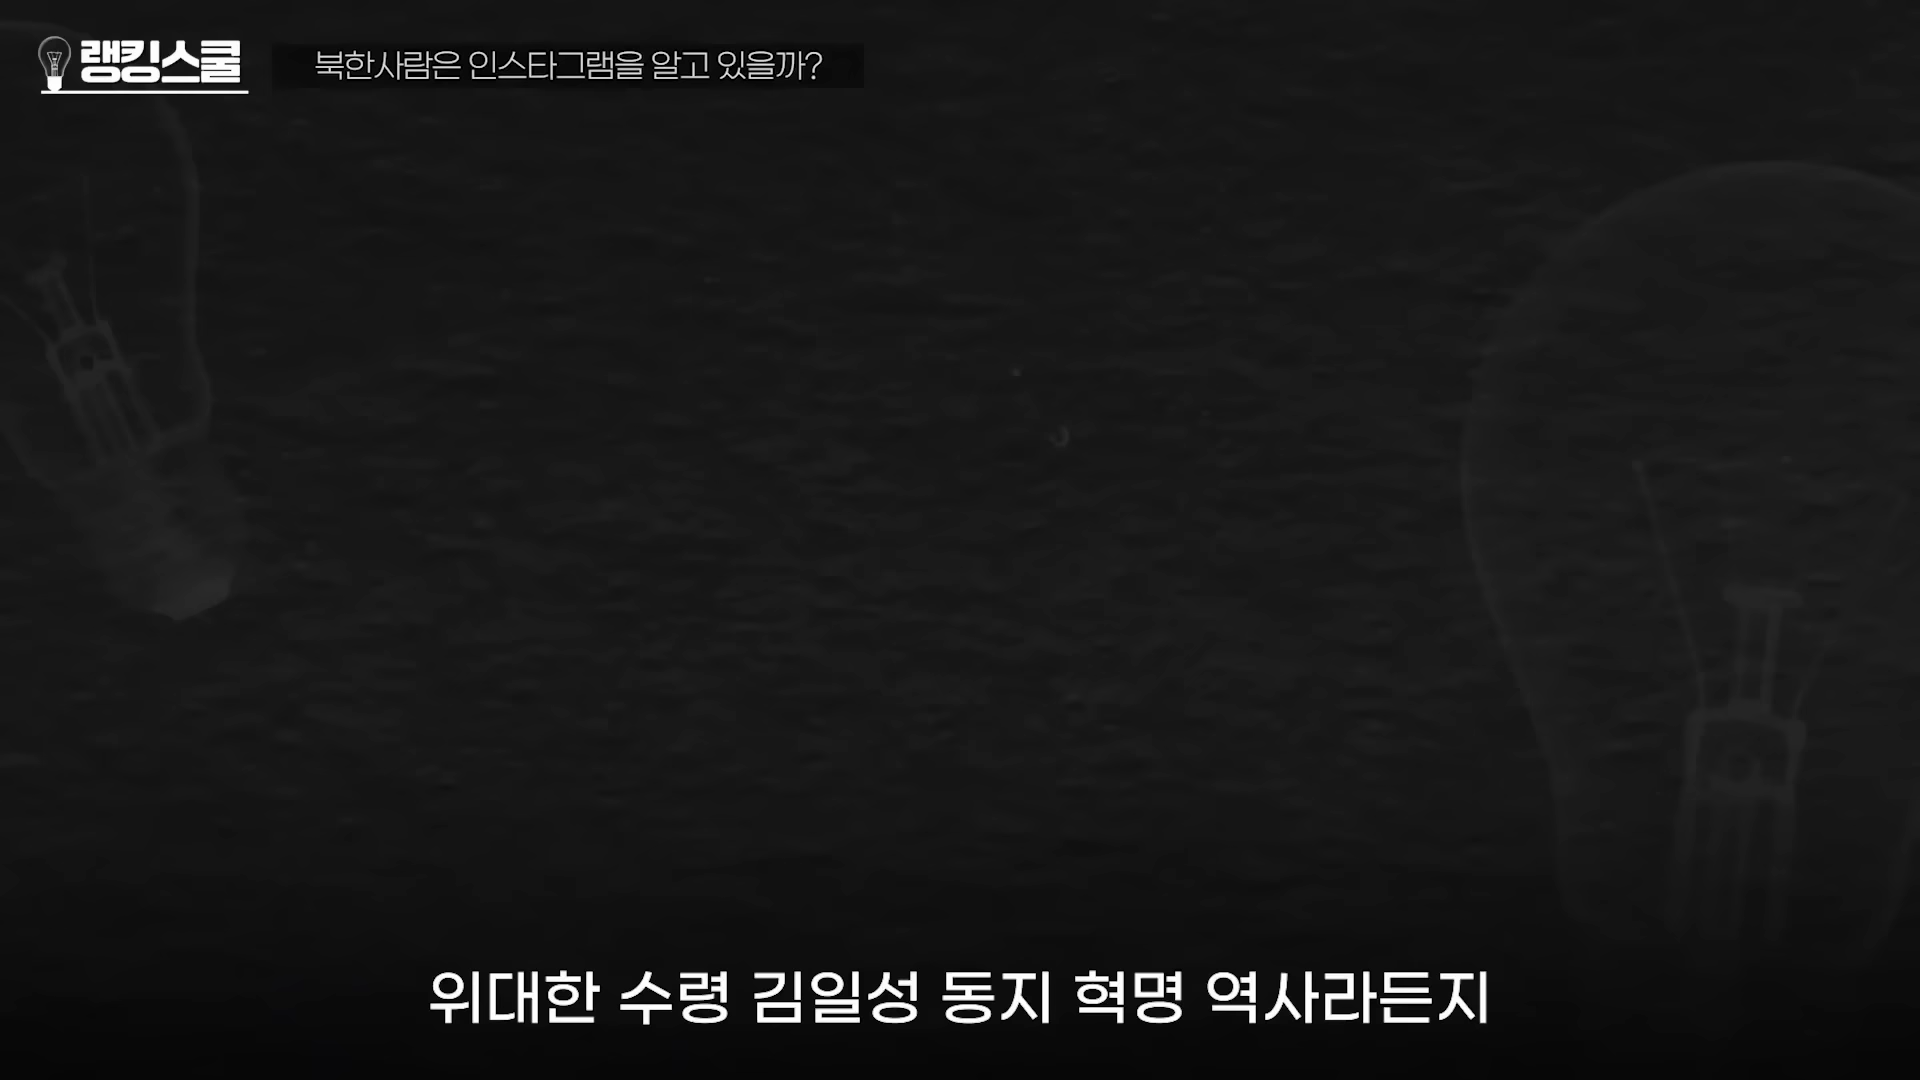 랭킹스쿨
북한사람은 인스타그램을 알고 있을까?
위대한 수령 김일성 동지 혁명 역사라든지